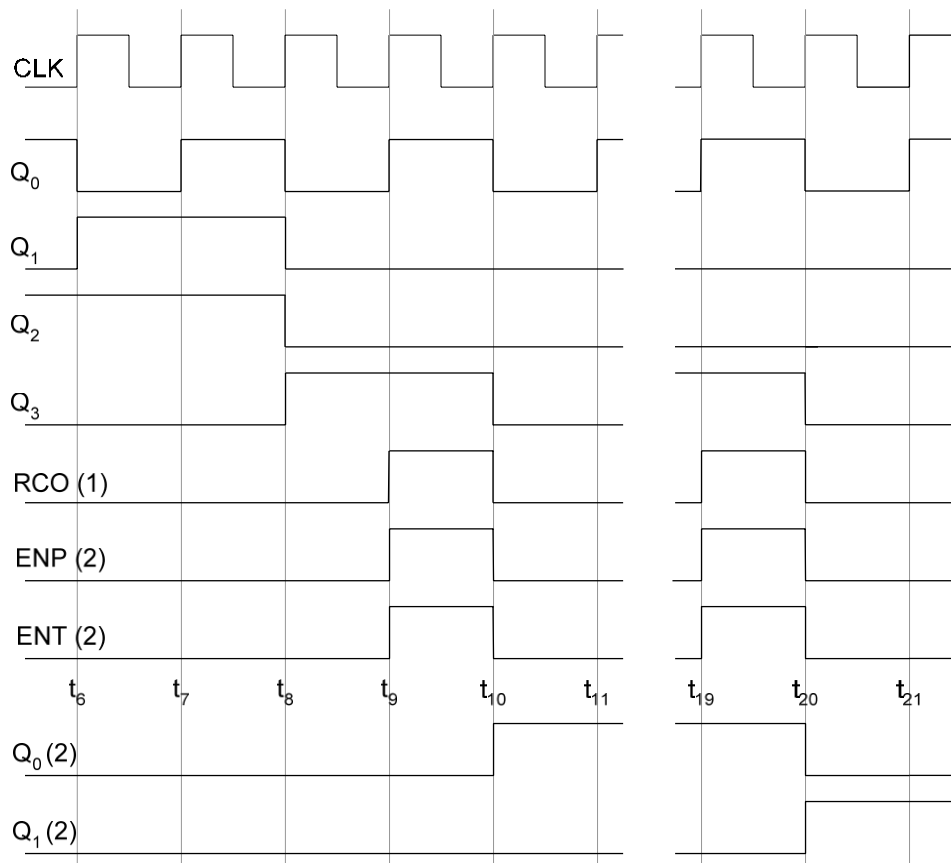 CLK
Q0
Q1
Q2
Q3
RCO (1)
ENP (2)
ENT (2)
t6 t7 t8 t9 t10 t11 t19 t20 t21
Q0 (2)
Q1 (2)